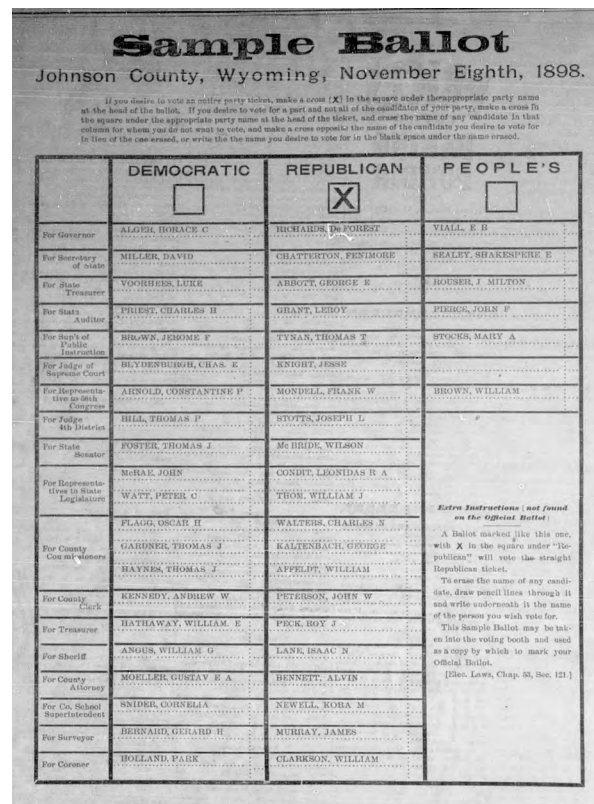 Sample Ballot
Johnson County, Wyoming, November Eighth, 1898.
If you desire to vote an entire party ticket, make a cross (X) in the square under the appropriate party name
at the head of the ballot. If you desire to vote for a part and not all of the candidates of your party, make a cross in
the square under the appropriate party name at the head of the ticket, and erase the name of any candidate in that
column for whom you do not want to vote, and make a cross opposite the name of the candidate you desire to vote for
in lieu of the one erased, or write the the name you desire to vote for in the blank space under the name erased.
DEMOCRATIC REPUBLICAN PEOPLE'S
X
For Governor ALGER, HORACE C RICHARDS, De FOREST VIALL, E B
For Secretary of State MILLER, DAVID CHATTERTON, FENIMORE SEALEY, SHAKESPERE E
For State Treasurer VOORHEES, LUKE ABBOTT, GEORGE E ROUSER, J MILTON
For State Auditor PRIEST, CHARLES H GRANT, LEROY PIERCE, JOHN F
For Sup't of Public Instruction BROWN, JEROME F TYNAN, THOMAS T STOCKS, MARY A
For Judge of Supreme Court BLYDENBURGH, CHAS. E KNIGHT, JESSE
For Representative to 56th Congress ARNOLD, CONSTANTINE P MONDELL, FRANK W BROWN, WILLIAM
For Judge 4th District HILL, THOMAS P STOTTS, JOSEPH L
For State Senator FOSTER, THOMAS J McBRIDE, WILSON
For Representatives to State Legislature
McRAE, JOHN CONDIT, LEONIDAS R A
WATT, PETER C THOM, WILLIAM J
For County Commissioners
FLAGG, OSCAR H WALTERS, CHARLES N
GARDNER, THOMAS J KALTENBACH, GEORGE
HAYNES, THOMAS J AFFELDT, WILLIAM
For County Clerk KENNEDY, ANDREW W PETERSON, JOHN W
For Treasurer HATHAWAY, WILLIAM. E PECK, ROY J
For Sheriff ANGUS, WILLIAM G LANE, ISAAC N
For County Attorney MOELLER, GUSTAV E A BENNETT, ALVIN
For Co. School Superintendent SNIDER, CORNELIA NEWELL, KORA M
For Surveyor BERNARD, GERARD H MURRAY, JAMES
For Coroner HOLLAND, PARK CLARKSON, WILLIAM
Extra Instructions (not found
on the Official Ballot)
A Ballot marked like this one,
with X in the square under "Re-
publican" will vote the straight
Republican ticket.
To erase the name of any candi-
date, draw pencil lines through it
and write underneath it the name
of the person you wish vote for.
This Sample Ballot may be tak-
en into the voting booth and used
as a copy by which to mark your
Official Ballot.
[Elec. Laws, Chap. 53, Sec. 121.]